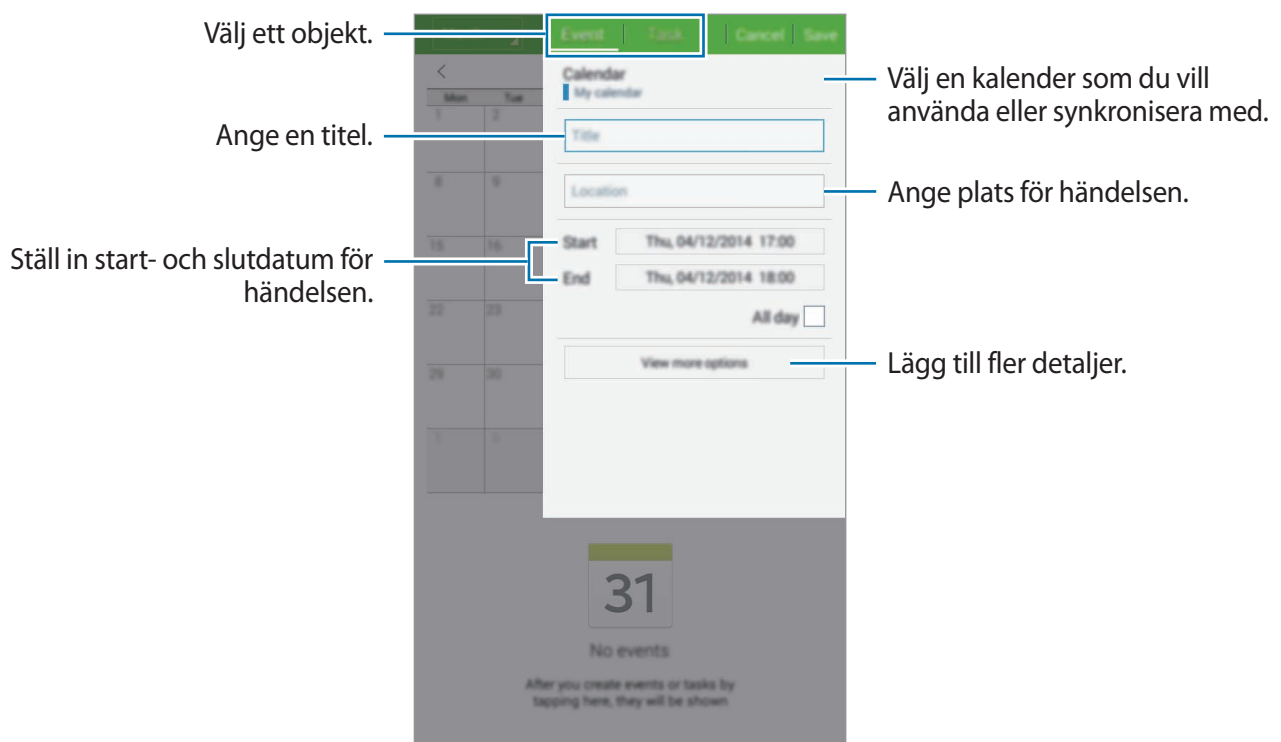 Välj ett objekt.
Event Task Cancel Save
Calendar
My calendar
Välj en kalender som du vill
använda eller synkronisera med.
Mon Tue
1 2
Ange en titel.
Title
8 9
Location
Ange plats för händelsen.
Ställ in start- och slutdatum för
händelsen.
15 16
Start Thu, 04/12/2014 17:00
End Thu, 04/12/2014 18:00
22 23
All day
View more options
Lägg till fler detaljer.
29 30
31
No events
After you create events or tasks by
tapping here, they will be shown